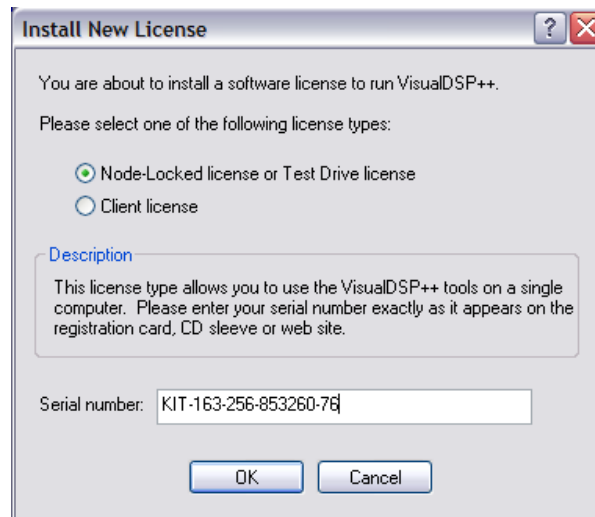 Install New License
You are about to install a software license to run VisualDSP++.
Please select one of the following license types:
Node-Locked license or Test Drive license
Client license
Description
This license type allows you to use the VisualDSP++ tools on a single
computer. Please enter your serial number exactly as it appears on the
registration card, CD sleeve or web site.
Serial number: KIT-163-256-853260-76
OK Cancel